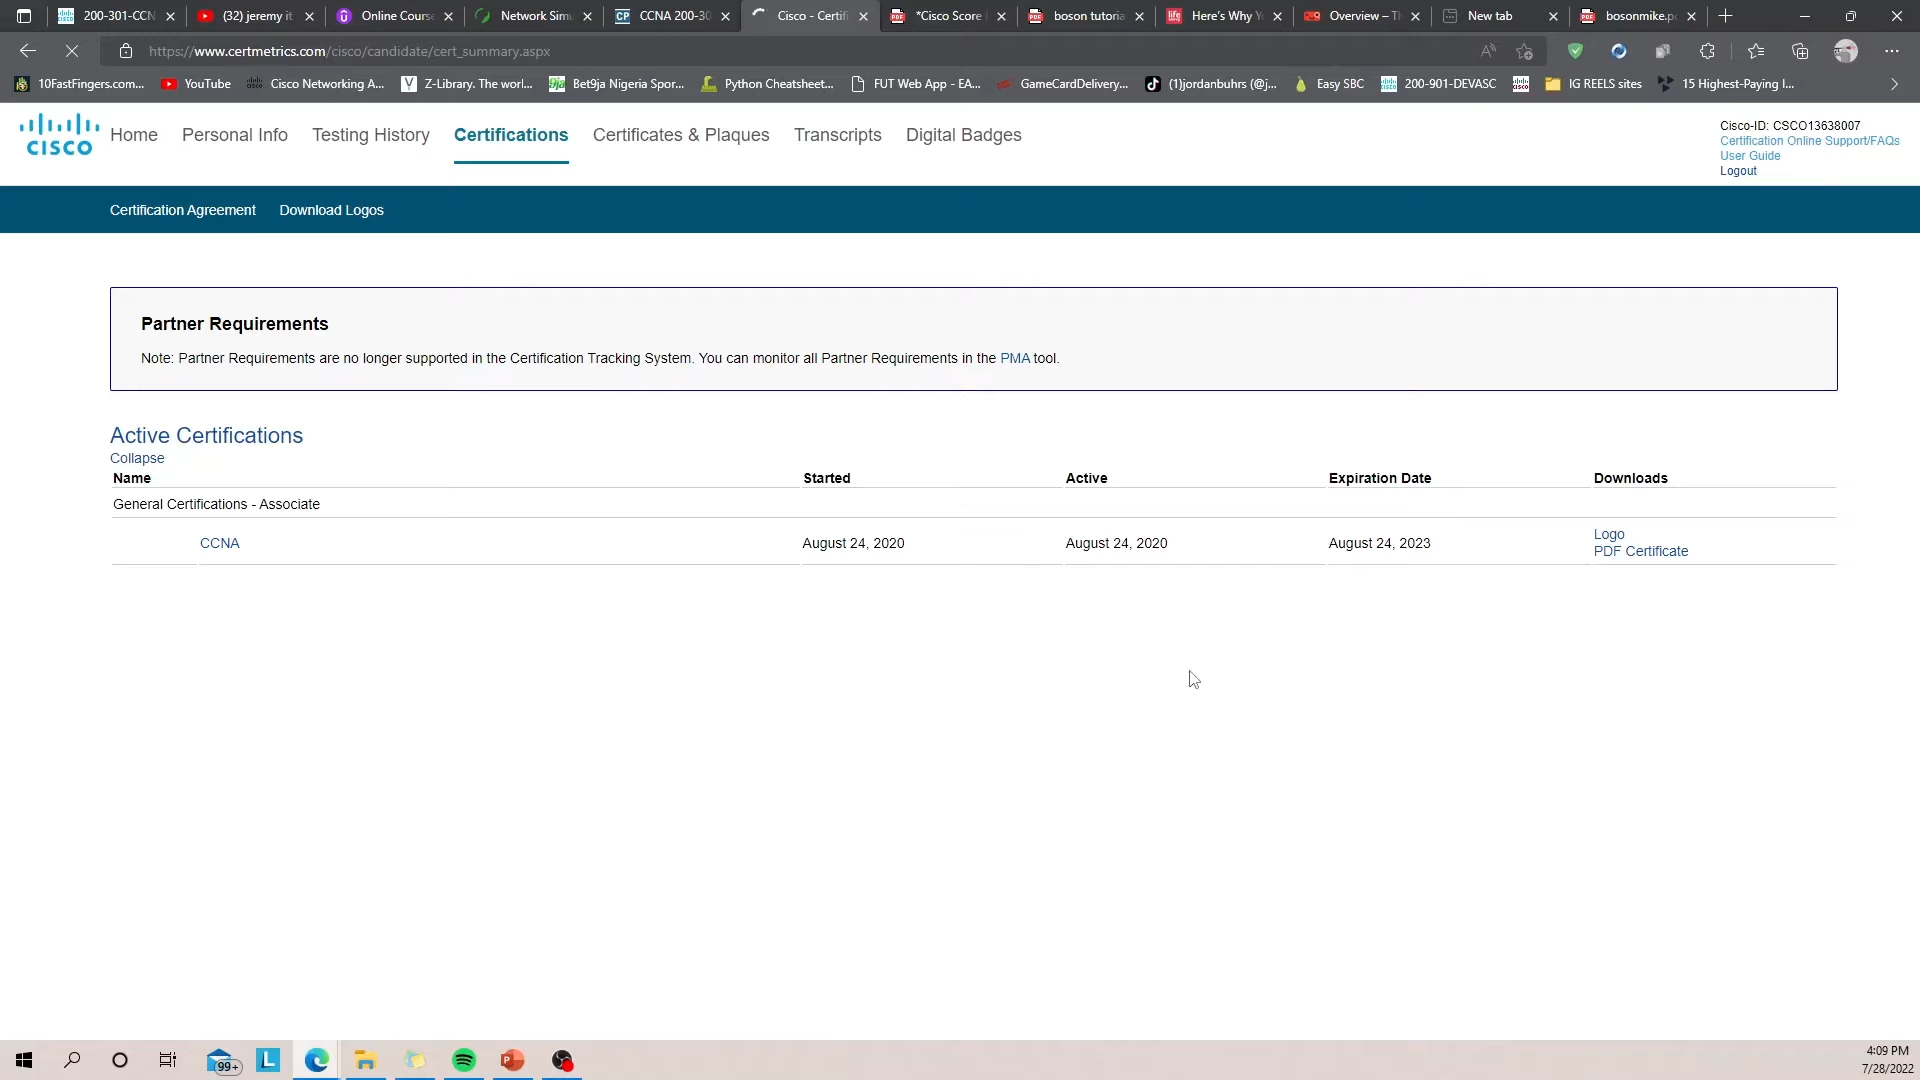 200-301-CCN
(32) jeremy it
Online Course
Network Simu
CCNA 200-30
Cisco - Certifi
*Cisco Score
boson tutoria
Here's Why Y
Overview – Th
New tab
bosonmike.p
https://www.certmetrics.com/cisco/candidate/cert_summary.aspx
10FastFingers.com...
YouTube
Cisco Networking A...
Z-Library. The worl...
Bet9ja Nigeria Spor...
Python Cheatsheet...
FUT Web App - EA...
GameCardDelivery...
(1)jordanbuhrs (@j...
Easy SBC
200-901-DEVASC
IG REELS sites
15 Highest-Paying I...
CISCO
Home
Personal Info
Testing History
Certifications
Certificates & Plaques
Transcripts
Digital Badges
Cisco-ID: CSCO13638007
Certification Online Support/FAQs
User Guide
Logout
Certification Agreement
Download Logos
Partner Requirements
Note: Partner Requirements are no longer supported in the Certification Tracking System. You can monitor all Partner Requirements in the PMA tool.
Active Certifications
Collapse
Name Started Active Expiration Date Downloads
General Certifications - Associate
CCNA August 24, 2020 August 24, 2020 August 24, 2023 Logo
PDF Certificate
99+
4:09 PM
7/28/2022